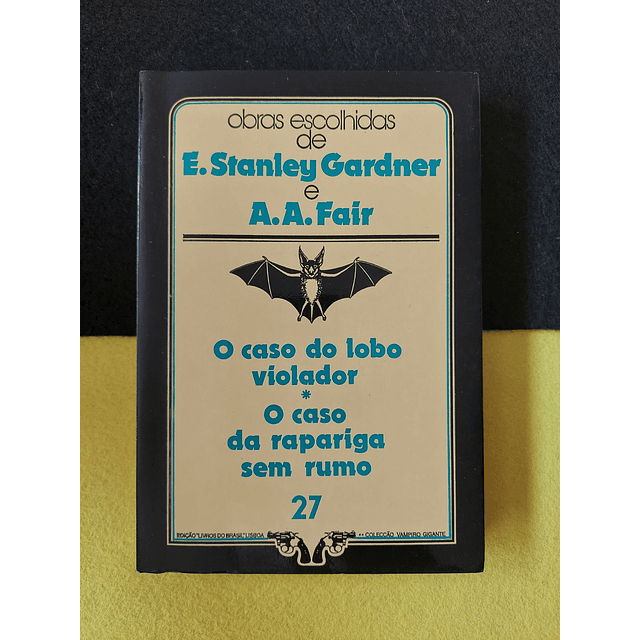 obras escolhidas
de
E. Stanley Gardner
e
A.A. Fair
O caso do lobo
violador
*
O caso
da rapariga
sem rumo
27
EDIÇÃO "LIVROS DO BRASIL" LISBOA
** COLECÇÃO VAMPIRO GIGANTE